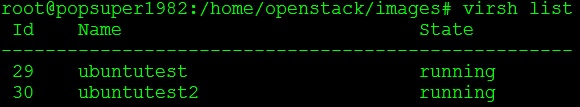 root@popsuper1982:/home/openstack/images# virsh list
Id Name State
----------------------------------------------------
29 ubuntutest running
30 ubuntutest2 running